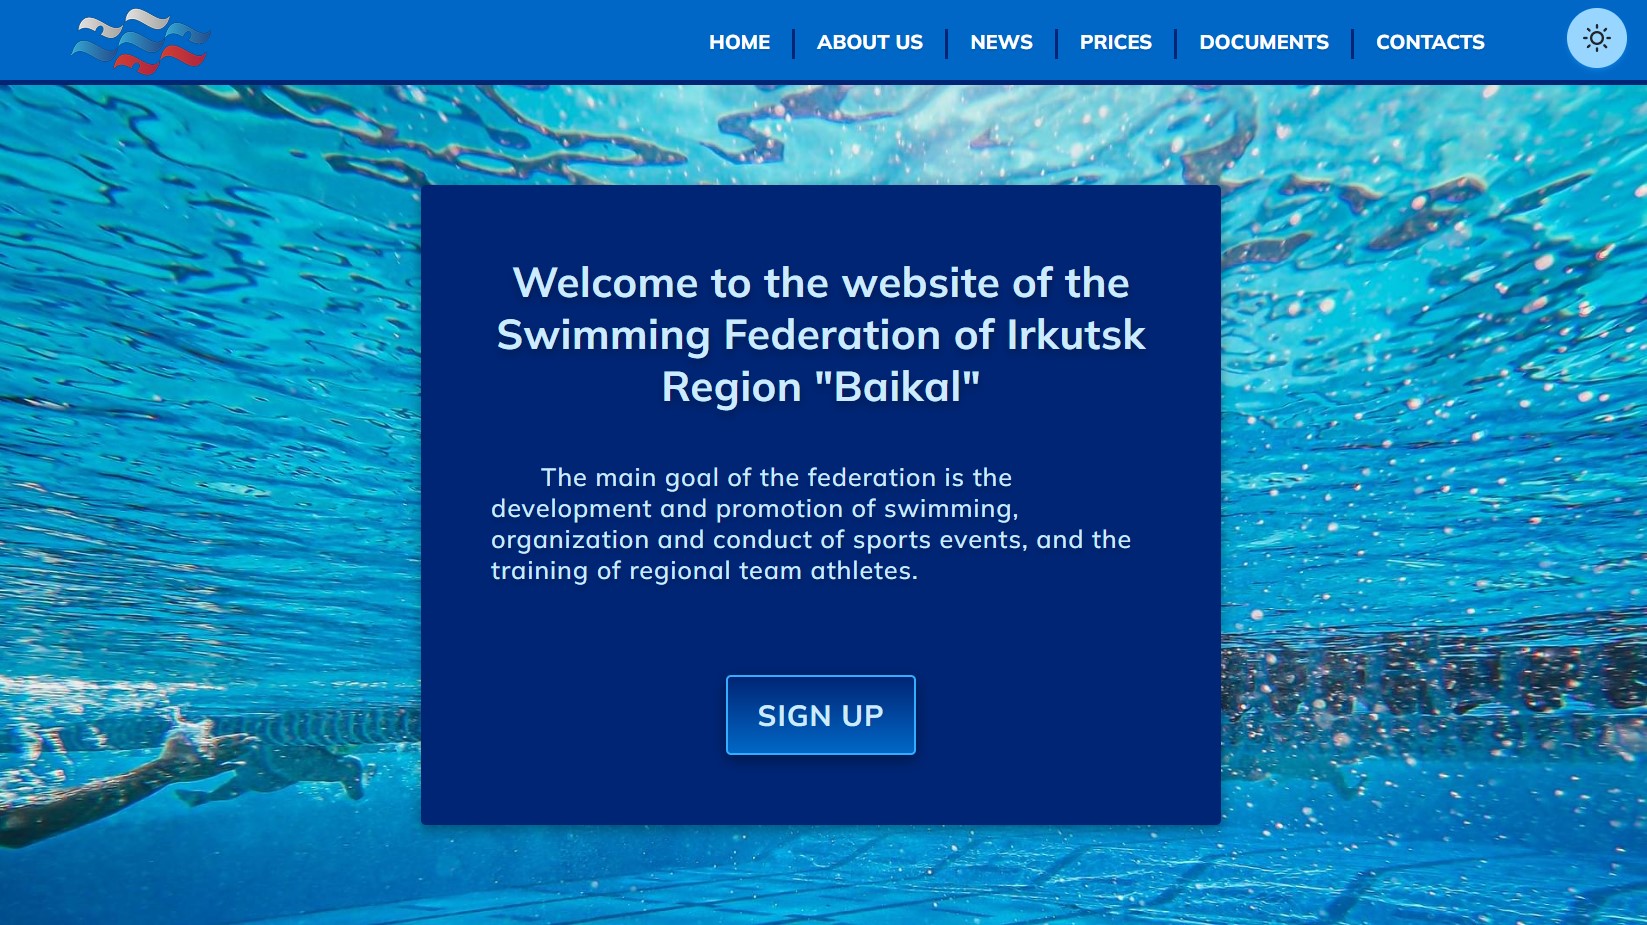 HOME
ABOUT US
NEWS
PRICES
DOCUMENTS
CONTACTS
Welcome to the website of the
Swimming Federation of Irkutsk
Region "Baikal"
The main goal of the federation is the
development and promotion of swimming,
organization and conduct of sports events, and the
training of regional team athletes.
SIGN UP